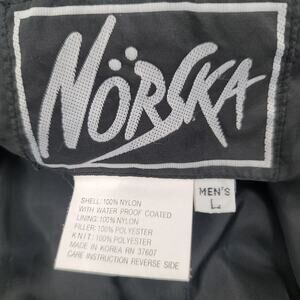 NÖRSKA
MEN'S
L
SHELL: 100% NYLON
WITH WATER PROOF COATED
LINING: 100% NYLON
FILLER: 100% POLYESTER
KNIT: 100% POLYESTER
MADE IN KOREA RN 37607
CARE INSTRUCTION REVERSE SIDE